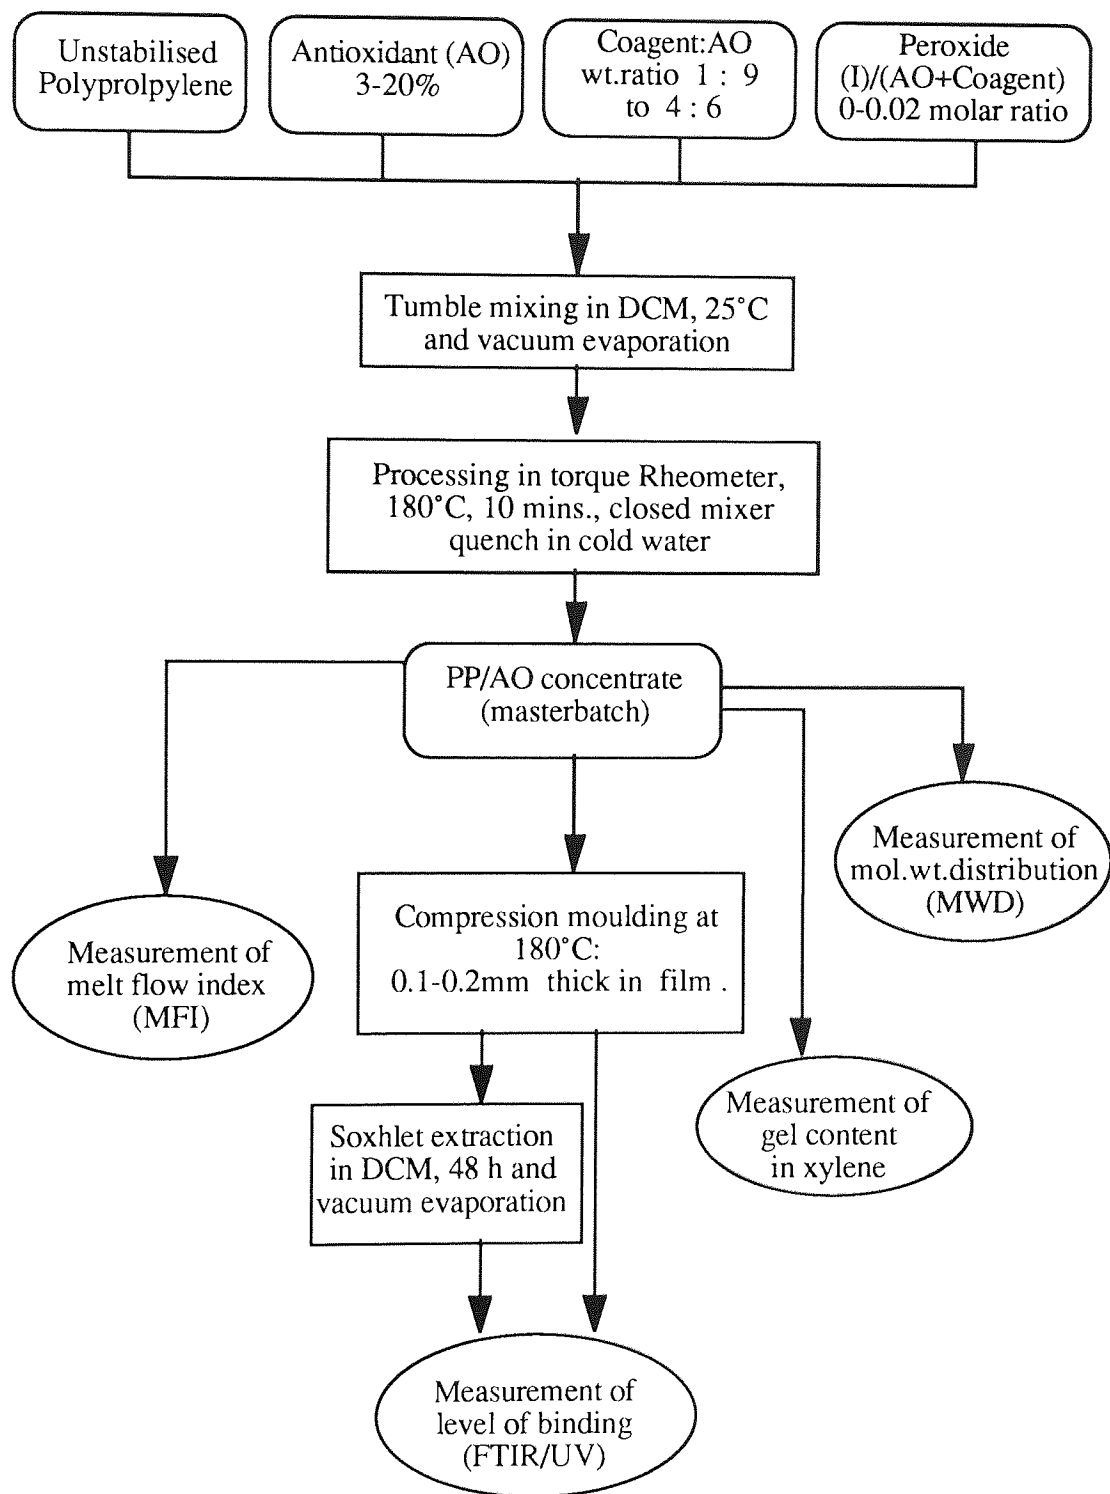 Unstabilised
Polyprolpylene
Antioxidant (AO)
3-20%
Coagent:AO
wt.ratio 1 : 9
to 4 : 6
Peroxide
(I)/(AO+Coagent)
0-0.02 molar ratio
Tumble mixing in DCM, 25°C
and vacuum evaporation
Processing in torque Rheometer,
180°C, 10 mins., closed mixer
quench in cold water
PP/AO concentrate
(masterbatch)
Measurement of
mol.wt.distribution
(MWD)
Compression moulding at
180°C:
0.1-0.2mm thick in film .
Measurement of
melt flow index
(MFI)
Measurement of
gel content
in xylene
Soxhlet extraction
in DCM, 48 h and
vacuum evaporation
Measurement of
level of binding
(FTIR/UV)